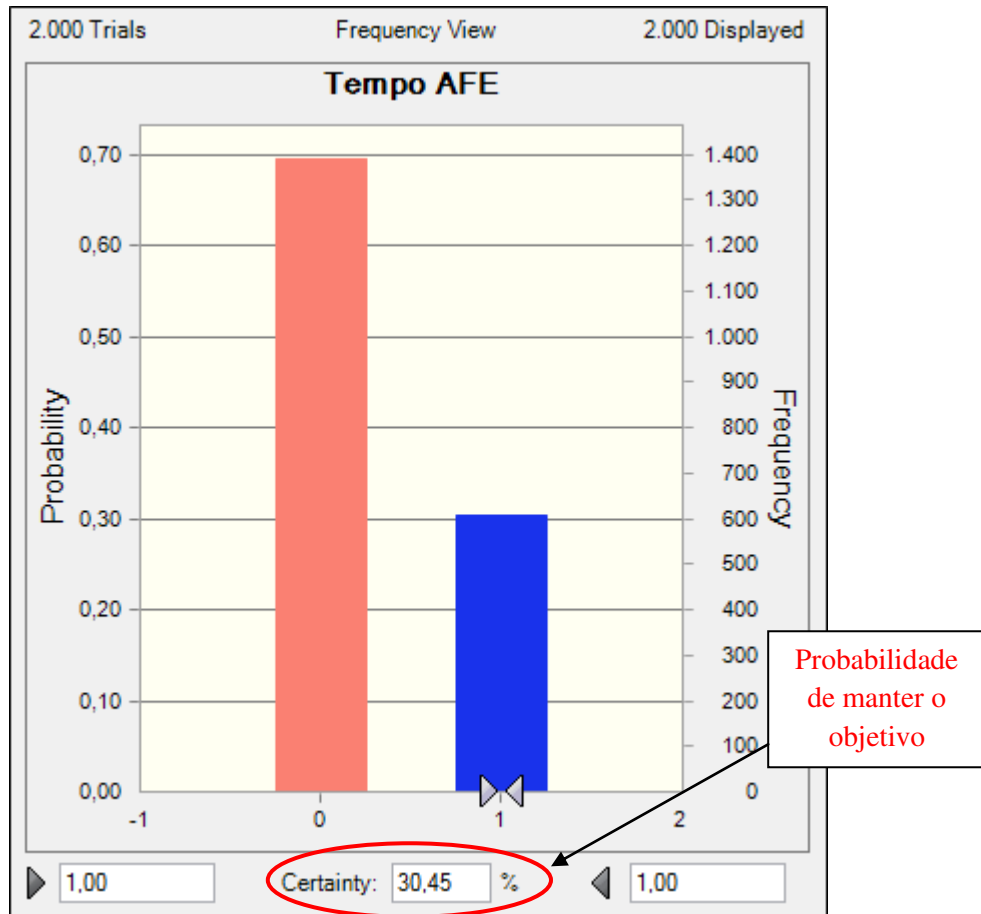 2.000 Trials Frequency View 2.000 Displayed
Tempo AFE
0,70
0,60
0,50
0,40
0,30
0,20
0,10
0,00
Probability
1.400
1.300
1.200
1.100
1.000
900
800
700
600
500
400
300
200
100
0
Frequency
-1 0 1 2
Probabilidade
de manter o
objetivo
1,00 Certainty: 30,45 % 1,00